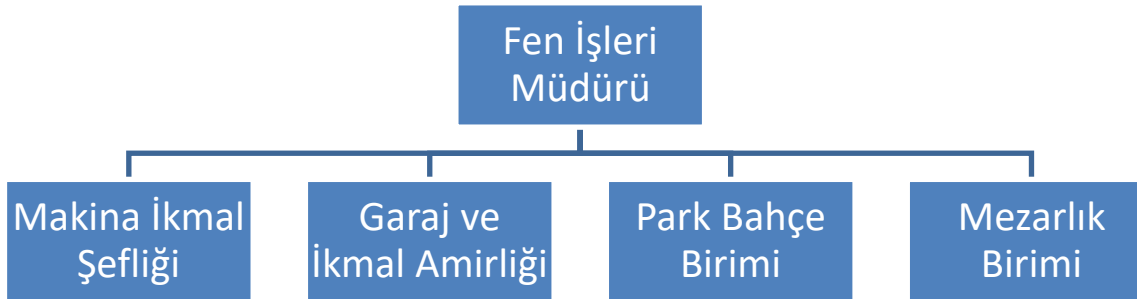 Fen İşleri
Müdürü
Makina İkmal
Şefliği
Garaj ve
İkmal Amirliği
Park Bahçe
Birimi
Mezarlık
Birimi